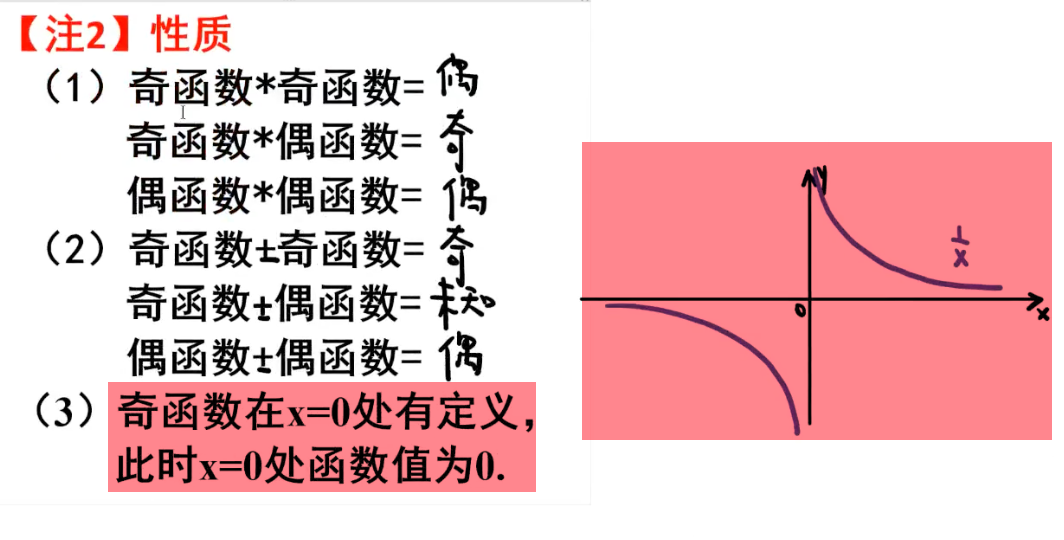 【注2】性质
（1）奇函数*奇函数= 偶
奇函数*偶函数= 奇
偶函数*偶函数= 偶
（2）奇函数±奇函数= 奇
奇函数±偶函数= 未知
偶函数±偶函数= 偶
（3）奇函数在x=0处有定义，
此时x=0处函数值为0.
y
1/x
0
x